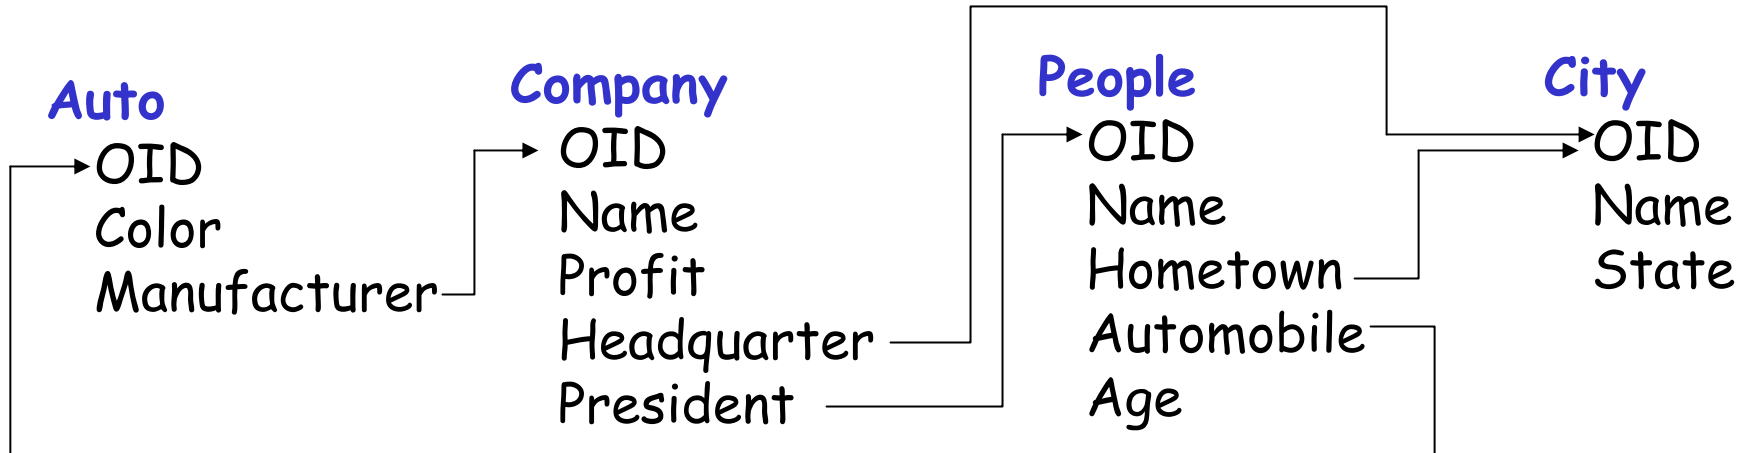 Auto
OID
Color
Manufacturer
Company
OID
Name
Profit
Headquarter
President
People
OID
Name
Hometown
Automobile
Age
City
OID
Name
State